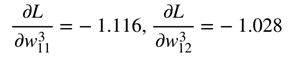 ∂L/∂w³₁₁ = − 1.116, ∂L/∂w³₁₂ = − 1.028